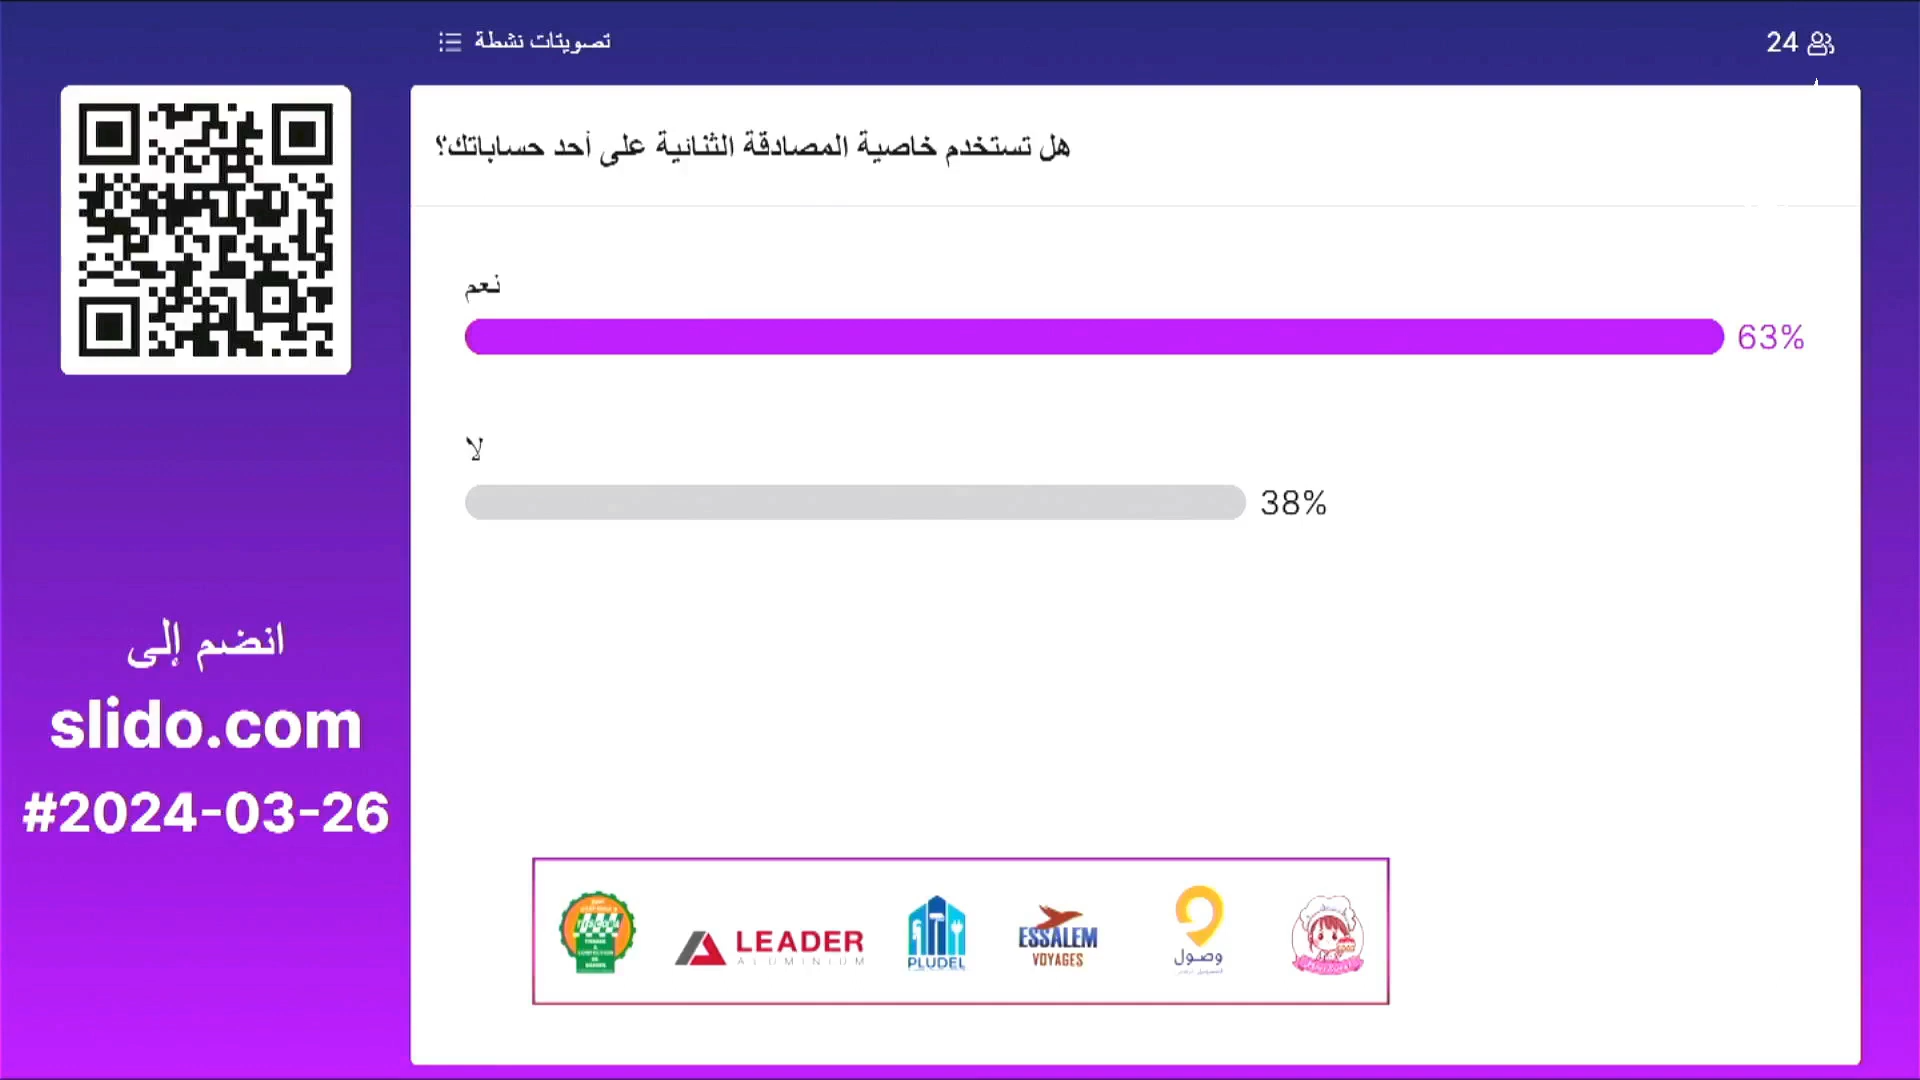 تصويتات نشطة
24
هل تستخدم خاصية المصادقة الثنائية على أحد حساباتك؟
نعم
63%
لا
38%
انضم إلى
slido.com
#2024-03-26
LEADER
ALUMINIUM
PLUDEL
ESSALEM
VOYAGES
وصول